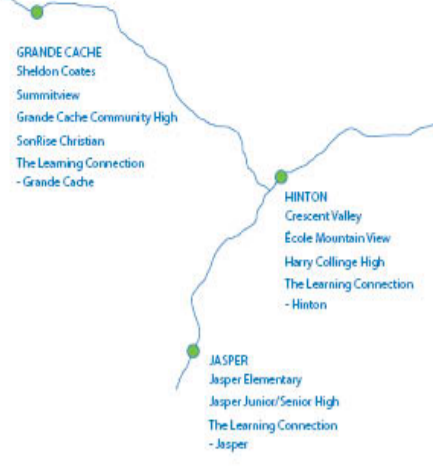 GRANDE CACHE
Sheldon Coates
Summitview
Grande Cache Community High
SonRise Christian
The Learning Connection
- Grande Cache
HINTON
Crescent Valley
École Mountain View
Harry Collinge High
The Learning Connection
- Hinton
JASPER
Jasper Elementary
Jasper Junior/Senior High
The Learning Connection
- Jasper